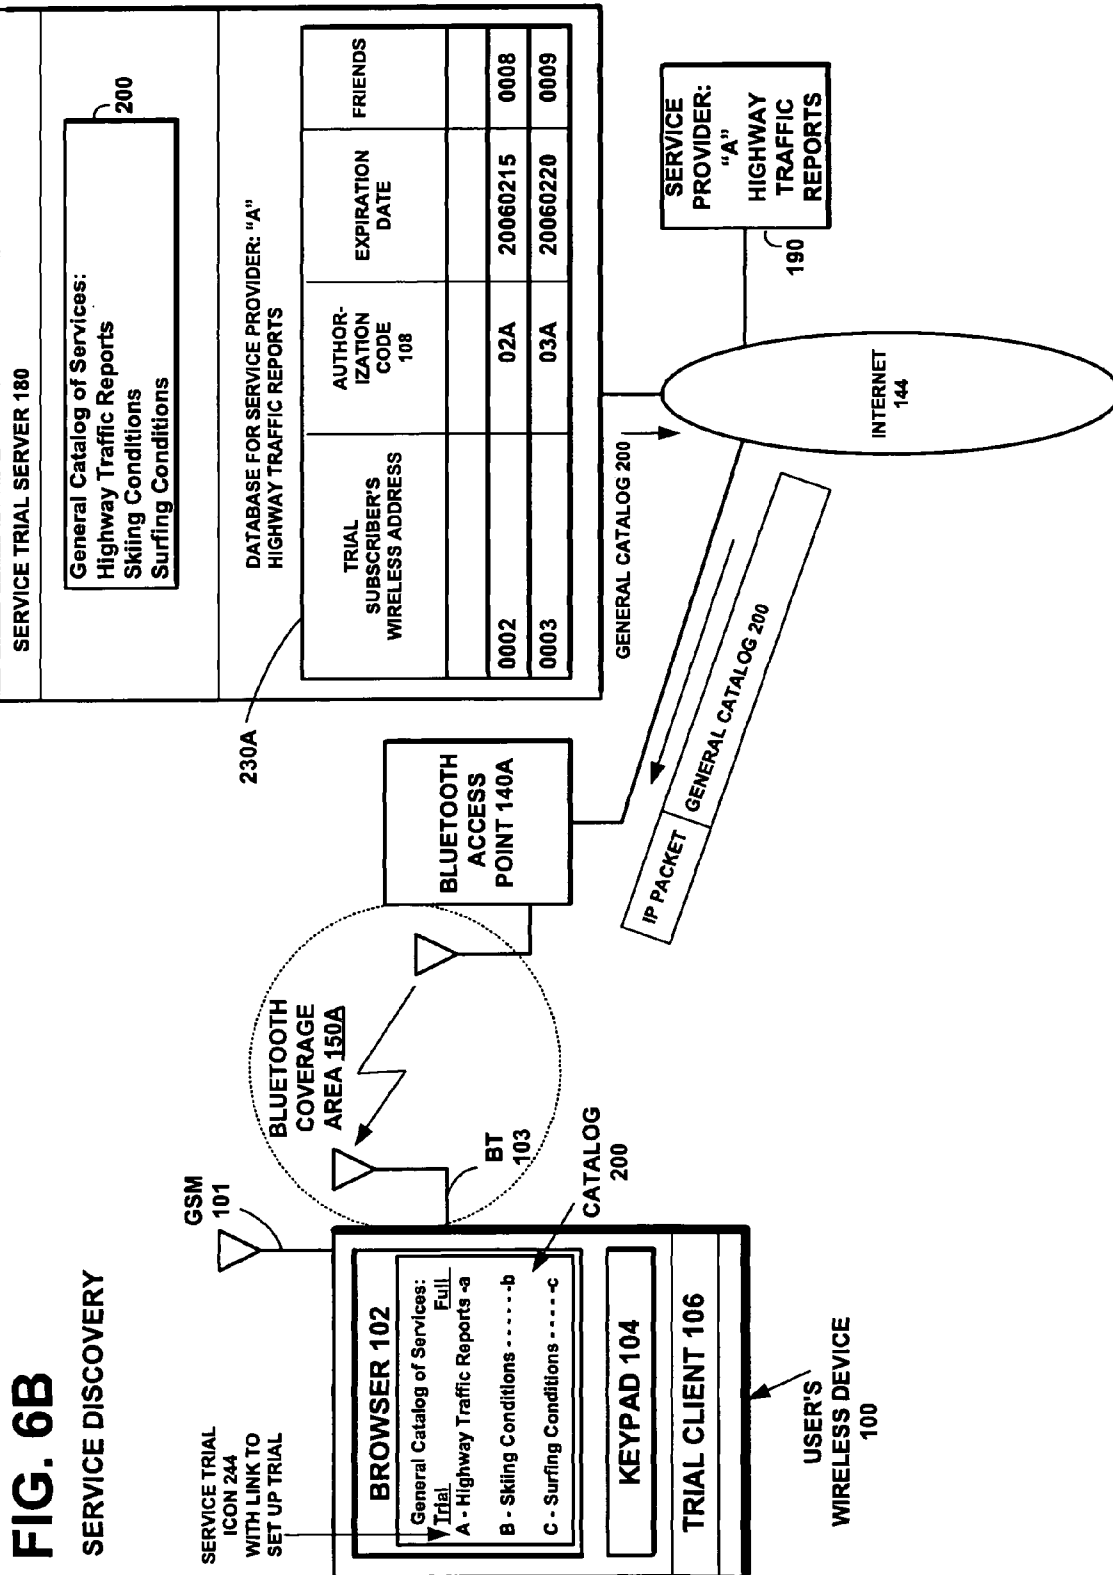 FIG. 6B
SERVICE DISCOVERY
SERVICE TRIAL
ICON 244
WITH LINK TO
SET UP TRIAL
GSM
101
BROWSER 102
General Catalog of Services:
Trial Full
A - Highway Traffic Reports -a
B - Skiing Conditions ------b
C - Surfing Conditions -----c
KEYPAD 104
TRIAL CLIENT 106
USER'S
WIRELESS DEVICE
100
CATALOG
200
BT
103
BLUETOOTH
COVERAGE
AREA 150A
BLUETOOTH
ACCESS
POINT 140A
IP PACKET
GENERAL CATALOG 200
GENERAL CATALOG 200
INTERNET
144
SERVICE
PROVIDER:
"A"
HIGHWAY
TRAFFIC
REPORTS
190
SERVICE TRIAL SERVER 180
General Catalog of Services:
Highway Traffic Reports
Skiing Conditions
Surfing Conditions
200
DATABASE FOR SERVICE PROVIDER: "A"
HIGHWAY TRAFFIC REPORTS
230A
TRIAL
SUBSCRIBER'S
WIRELESS ADDRESS
AUTHOR-
IZATION
CODE
108
EXPIRATION
DATE
FRIENDS
0002 02A 20060215 0008
0003 03A 20060220 0009